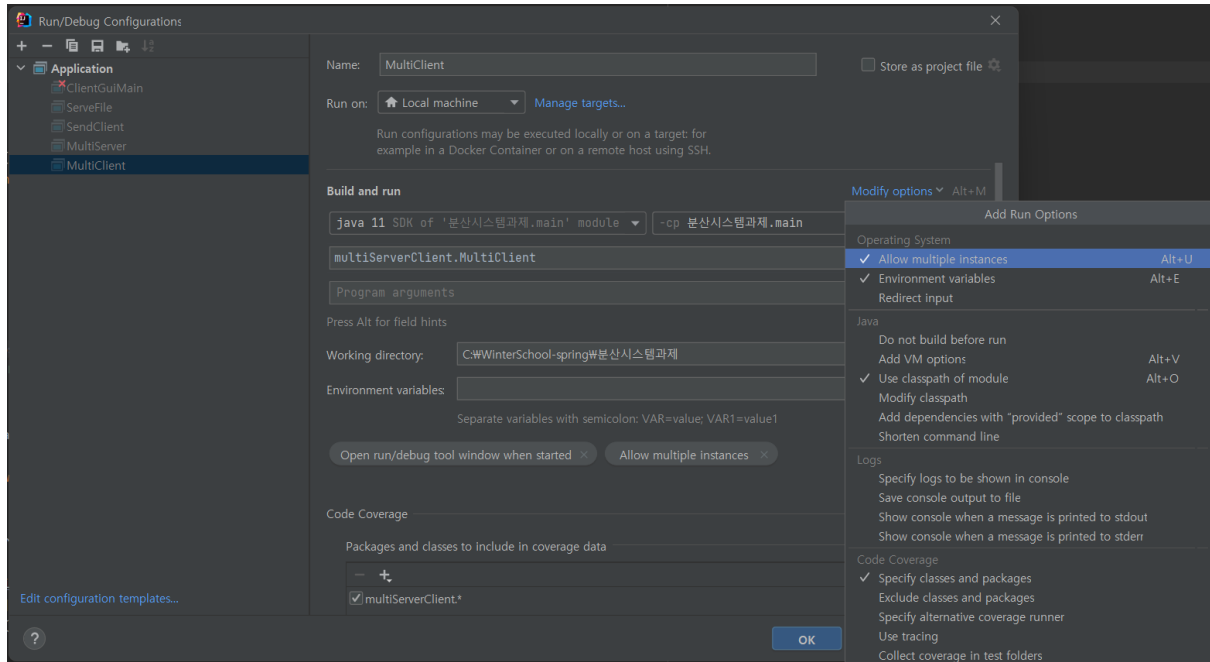 Run/Debug Configurations
Application
ClientGuiMain
ServeFile
SendClient
MultiServer
MultiClient
Edit configuration templates...
Name: MultiClient
Store as project file
Run on: Local machine Manage targets...
Run configurations may be executed locally or on a target: for
example in a Docker Container or on a remote host using SSH.
Build and run
Modify options Alt+M
java 11 SDK of '분산시스템과제.main' module -cp 분산시스템과제.main
multiServerClient.MultiClient
Program arguments
Press Alt for field hints
Working directory: C:₩WinterSchool-spring₩분산시스템과제
Environment variables:
Separate variables with semicolon: VAR=value; VAR1=value1
Open run/debug tool window when started × Allow multiple instances ×
Code Coverage
Packages and classes to include in coverage data
multiServerClient.*
?
OK
Add Run Options
Operating System
Allow multiple instances Alt+U
Environment variables Alt+E
Redirect input
Java
Do not build before run
Add VM options Alt+V
Use classpath of module Alt+O
Modify classpath
Add dependencies with "provided" scope to classpath
Shorten command line
Logs
Specify logs to be shown in console
Save console output to file
Show console when a message is printed to stdout
Show console when a message is printed to stderr
Code Coverage
Specify classes and packages
Exclude classes and packages
Specify alternative coverage runner
Use tracing
Collect coverage in test folders